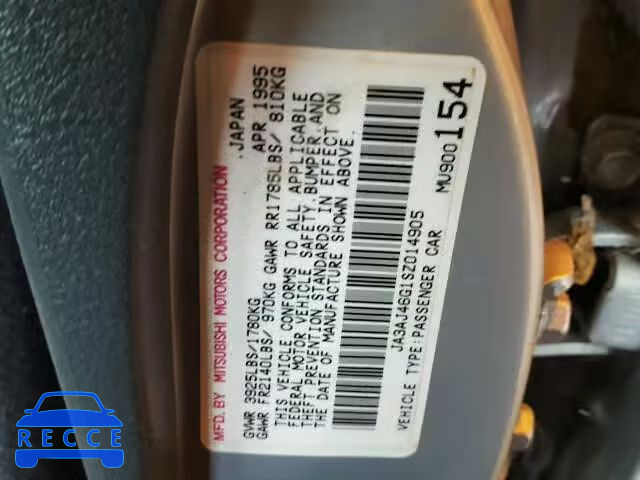 MFD. BY MITSUBISHI MOTORS CORPORATION, JAPAN
APR 1995
GVWR 3925LBS/1780KG
GAWR FR2140LBS/ 970KG GAWR RR1785LBS/ 810KG
THIS VEHICLE CONFORMS TO ALL APPLICABLE
FEDERAL MOTOR VEHICLE SAFETY,BUMPER,AND
THEFT PREVENTION STANDARDS IN EFFECT ON
THE DATE OF MANUFACTURE SHOWN ABOVE.
JA3AJ46G1SZ014905
VEHICLE TYPE:PASSENGER CAR
MU900154
RECCE